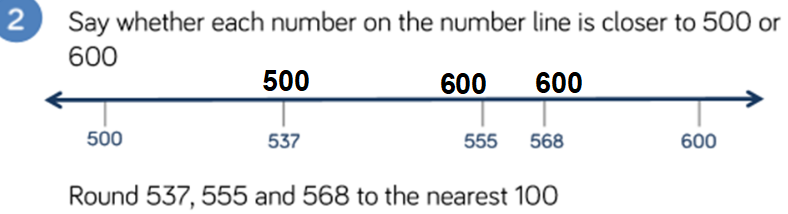 2 Say whether each number on the number line is closer to 500 or
600
500 600 600
500 537 555 568 600
Round 537, 555 and 568 to the nearest 100